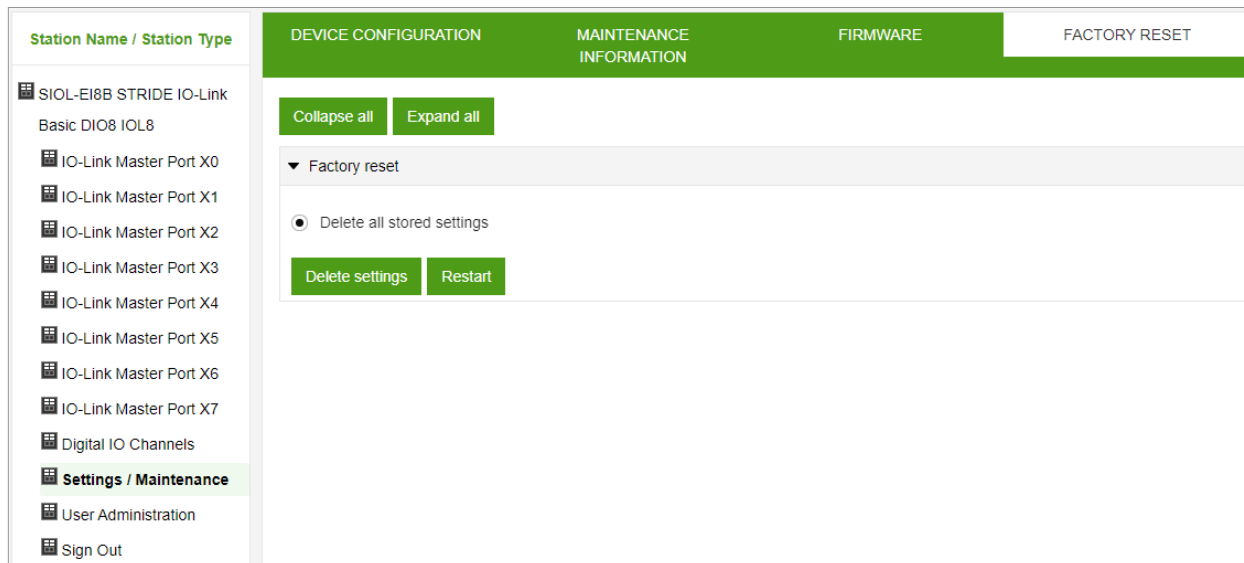 Station Name / Station Type
SIOL-EI8B STRIDE IO-Link
Basic DIO8 IOL8
IO-Link Master Port X0
IO-Link Master Port X1
IO-Link Master Port X2
IO-Link Master Port X3
IO-Link Master Port X4
IO-Link Master Port X5
IO-Link Master Port X6
IO-Link Master Port X7
Digital IO Channels
Settings / Maintenance
User Administration
Sign Out
DEVICE CONFIGURATION
MAINTENANCE
INFORMATION
FIRMWARE
FACTORY RESET
Collapse all
Expand all
Factory reset
Delete all stored settings
Delete settings
Restart